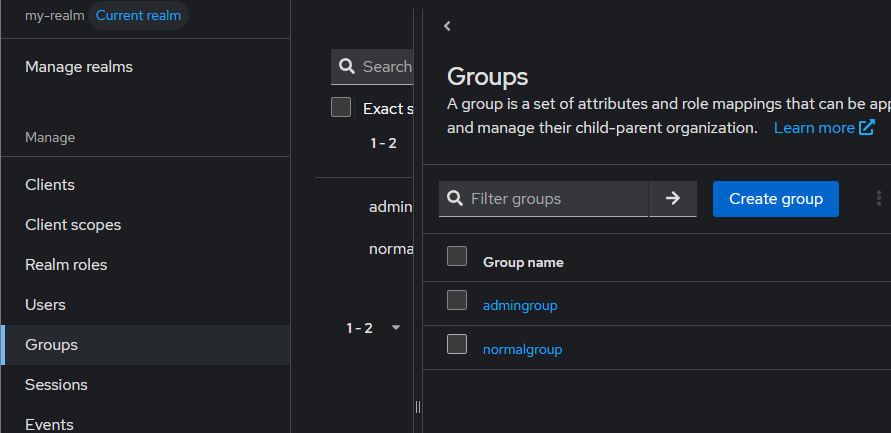 my-realm Current realm
Manage realms
Manage
Clients
Client scopes
Realm roles
Users
Groups
Sessions
Events
Search
Exact s
1 - 2
admin
norma
1 - 2
Groups
A group is a set of attributes and role mappings that can be app
and manage their child-parent organization. Learn more
Filter groups
Create group
Group name
admingroup
normalgroup